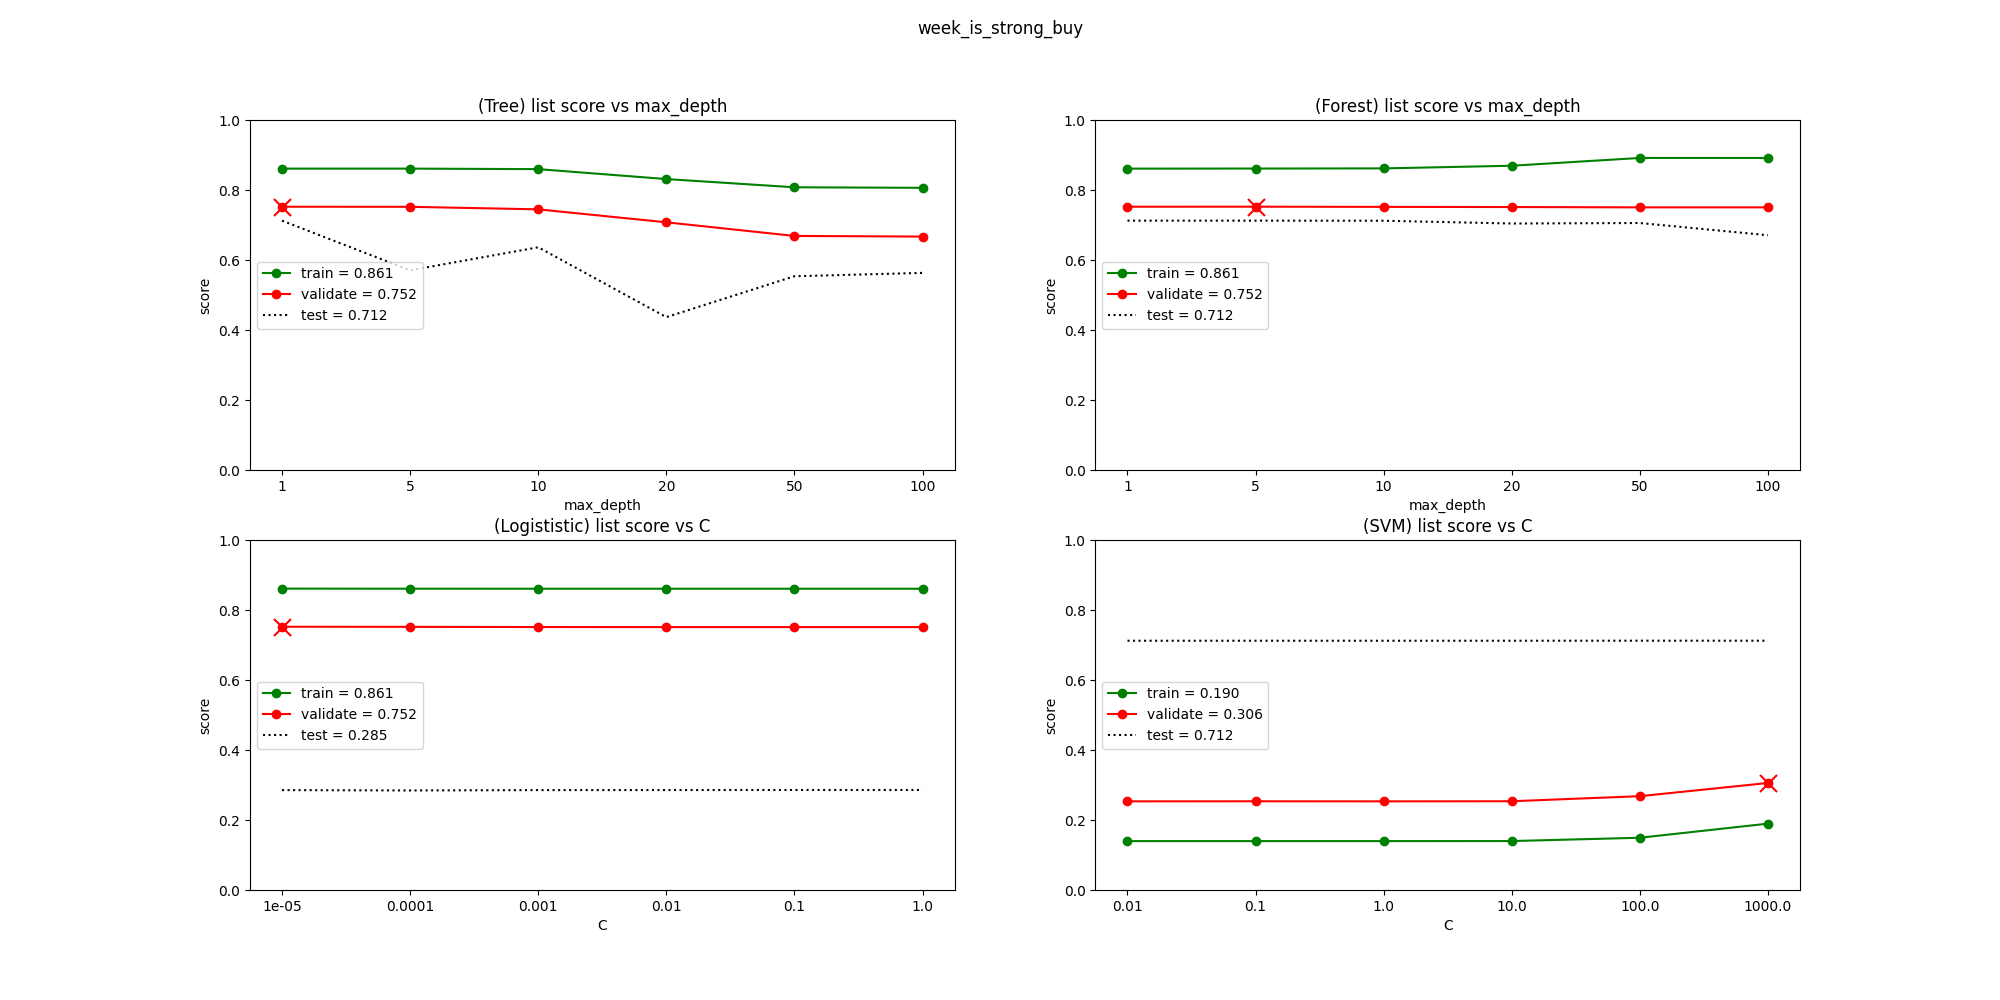 week_is_strong_buy
(Tree) list score vs max_depth
1.0
0.8
0.6
0.4
0.2
0.0
score
train = 0.861
validate = 0.752
test = 0.712
1 5 10 20 50 100
max_depth
(Forest) list score vs max_depth
1.0
0.8
0.6
0.4
0.2
0.0
score
train = 0.861
validate = 0.752
test = 0.712
1 5 10 20 50 100
max_depth
(Logististic) list score vs C
1.0
0.8
0.6
0.4
0.2
0.0
score
train = 0.861
validate = 0.752
test = 0.285
1e-05 0.0001 0.001 0.01 0.1 1.0
C
(SVM) list score vs C
1.0
0.8
0.6
0.4
0.2
0.0
score
train = 0.190
validate = 0.306
test = 0.712
0.01 0.1 1.0 10.0 100.0 1000.0
C